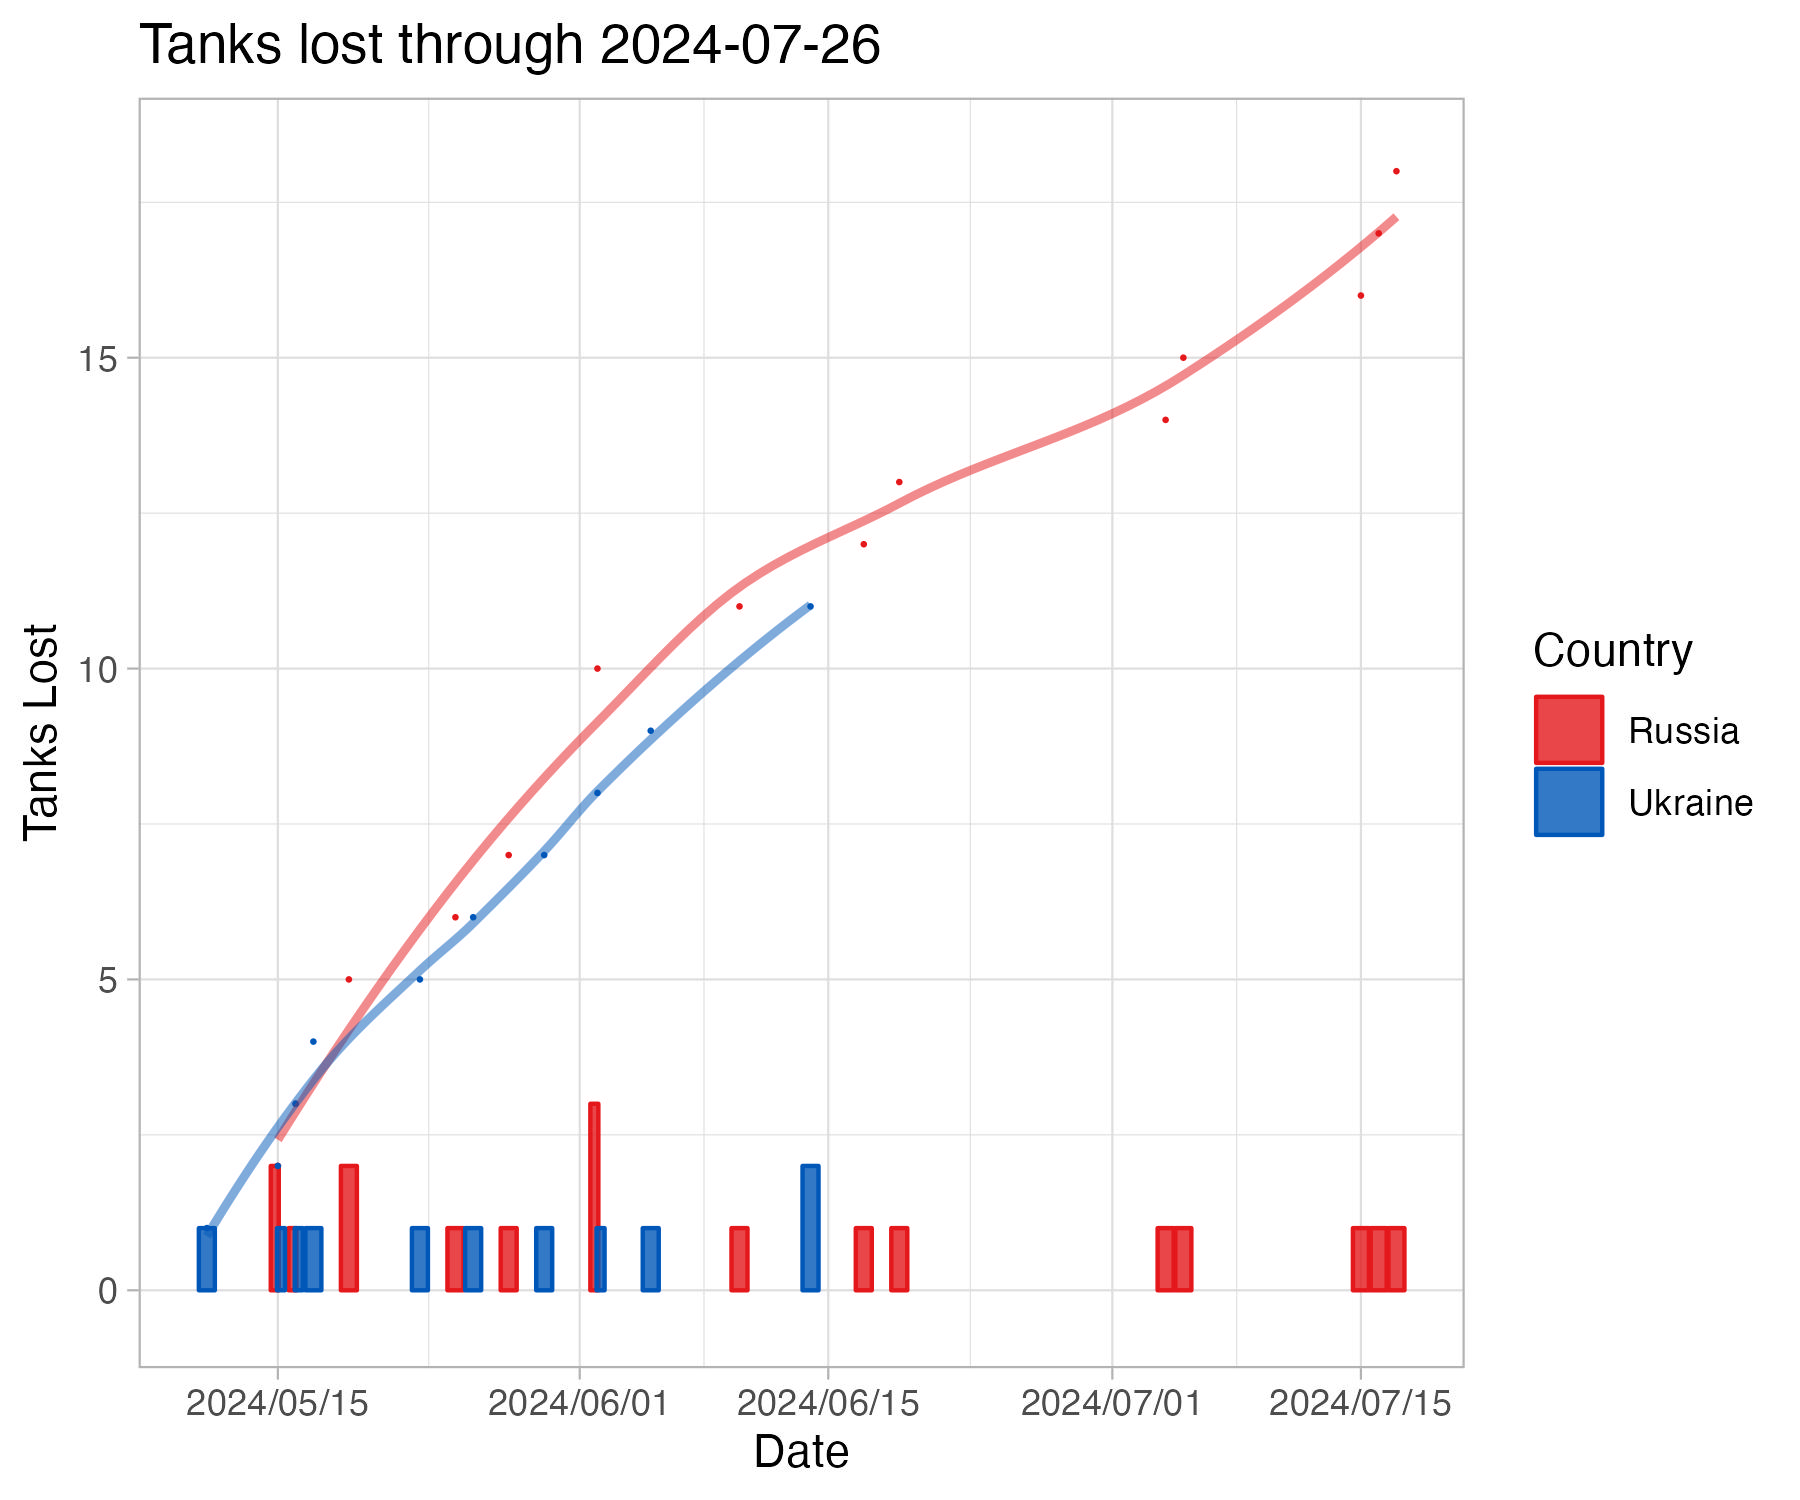 Tanks lost through 2024-07-26
Tanks Lost
15
10
5
0
2024/05/15
2024/06/01
2024/06/15
2024/07/01
2024/07/15
Date
Country
Russia
Ukraine